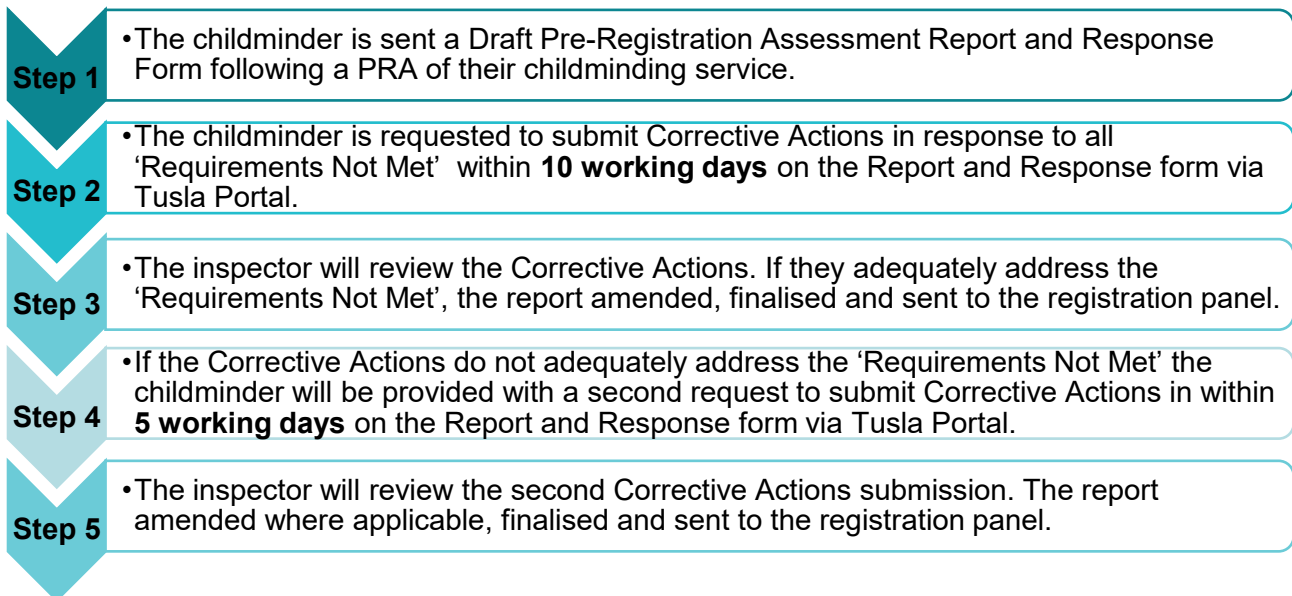 Step 1
•The childminder is sent a Draft Pre-Registration Assessment Report and Response
Form following a PRA of their childminding service.
Step 2
•The childminder is requested to submit Corrective Actions in response to all
‘Requirements Not Met’  within 10 working days on the Report and Response form via
Tusla Portal.
Step 3
•The inspector will review the Corrective Actions. If they adequately address the
‘Requirements Not Met’, the report amended, finalised and sent to the registration panel.
Step 4
•If the Corrective Actions do not adequately address the ‘Requirements Not Met’ the
childminder will be provided with a second request to submit Corrective Actions in within
5 working days on the Report and Response form via Tusla Portal.
Step 5
•The inspector will review the second Corrective Actions submission. The report
amended where applicable, finalised and sent to the registration panel.